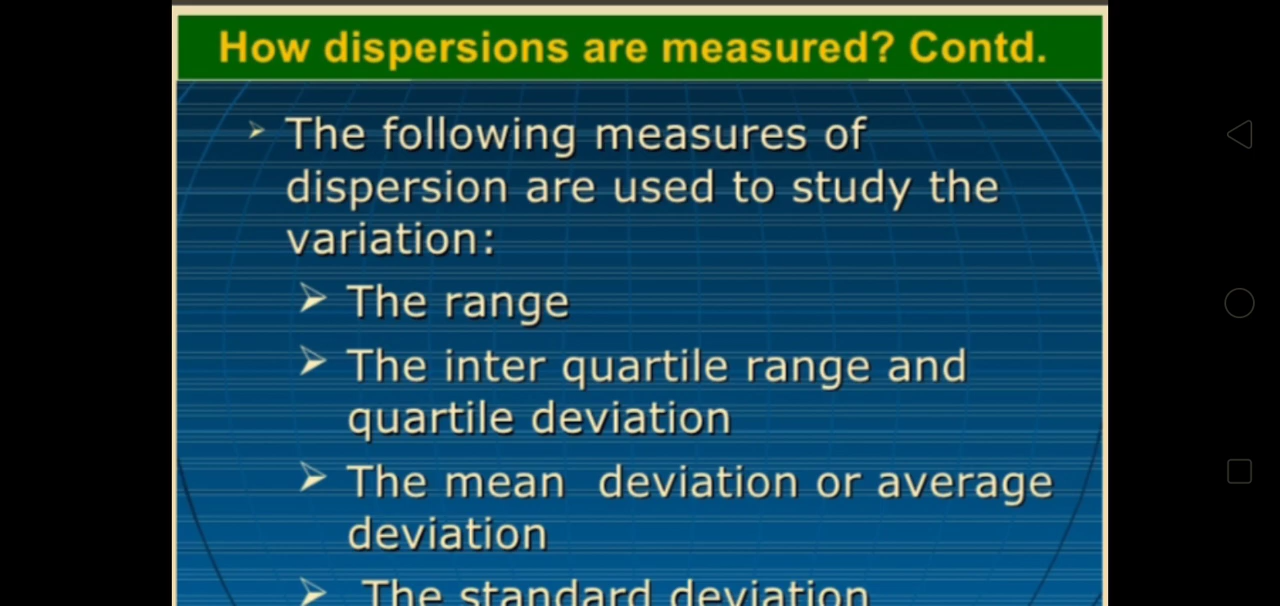 How dispersions are measured? Contd.
The following measures of
dispersion are used to study the
variation:
The range
The inter quartile range and
quartile deviation
The mean deviation or average
deviation
The standard deviation